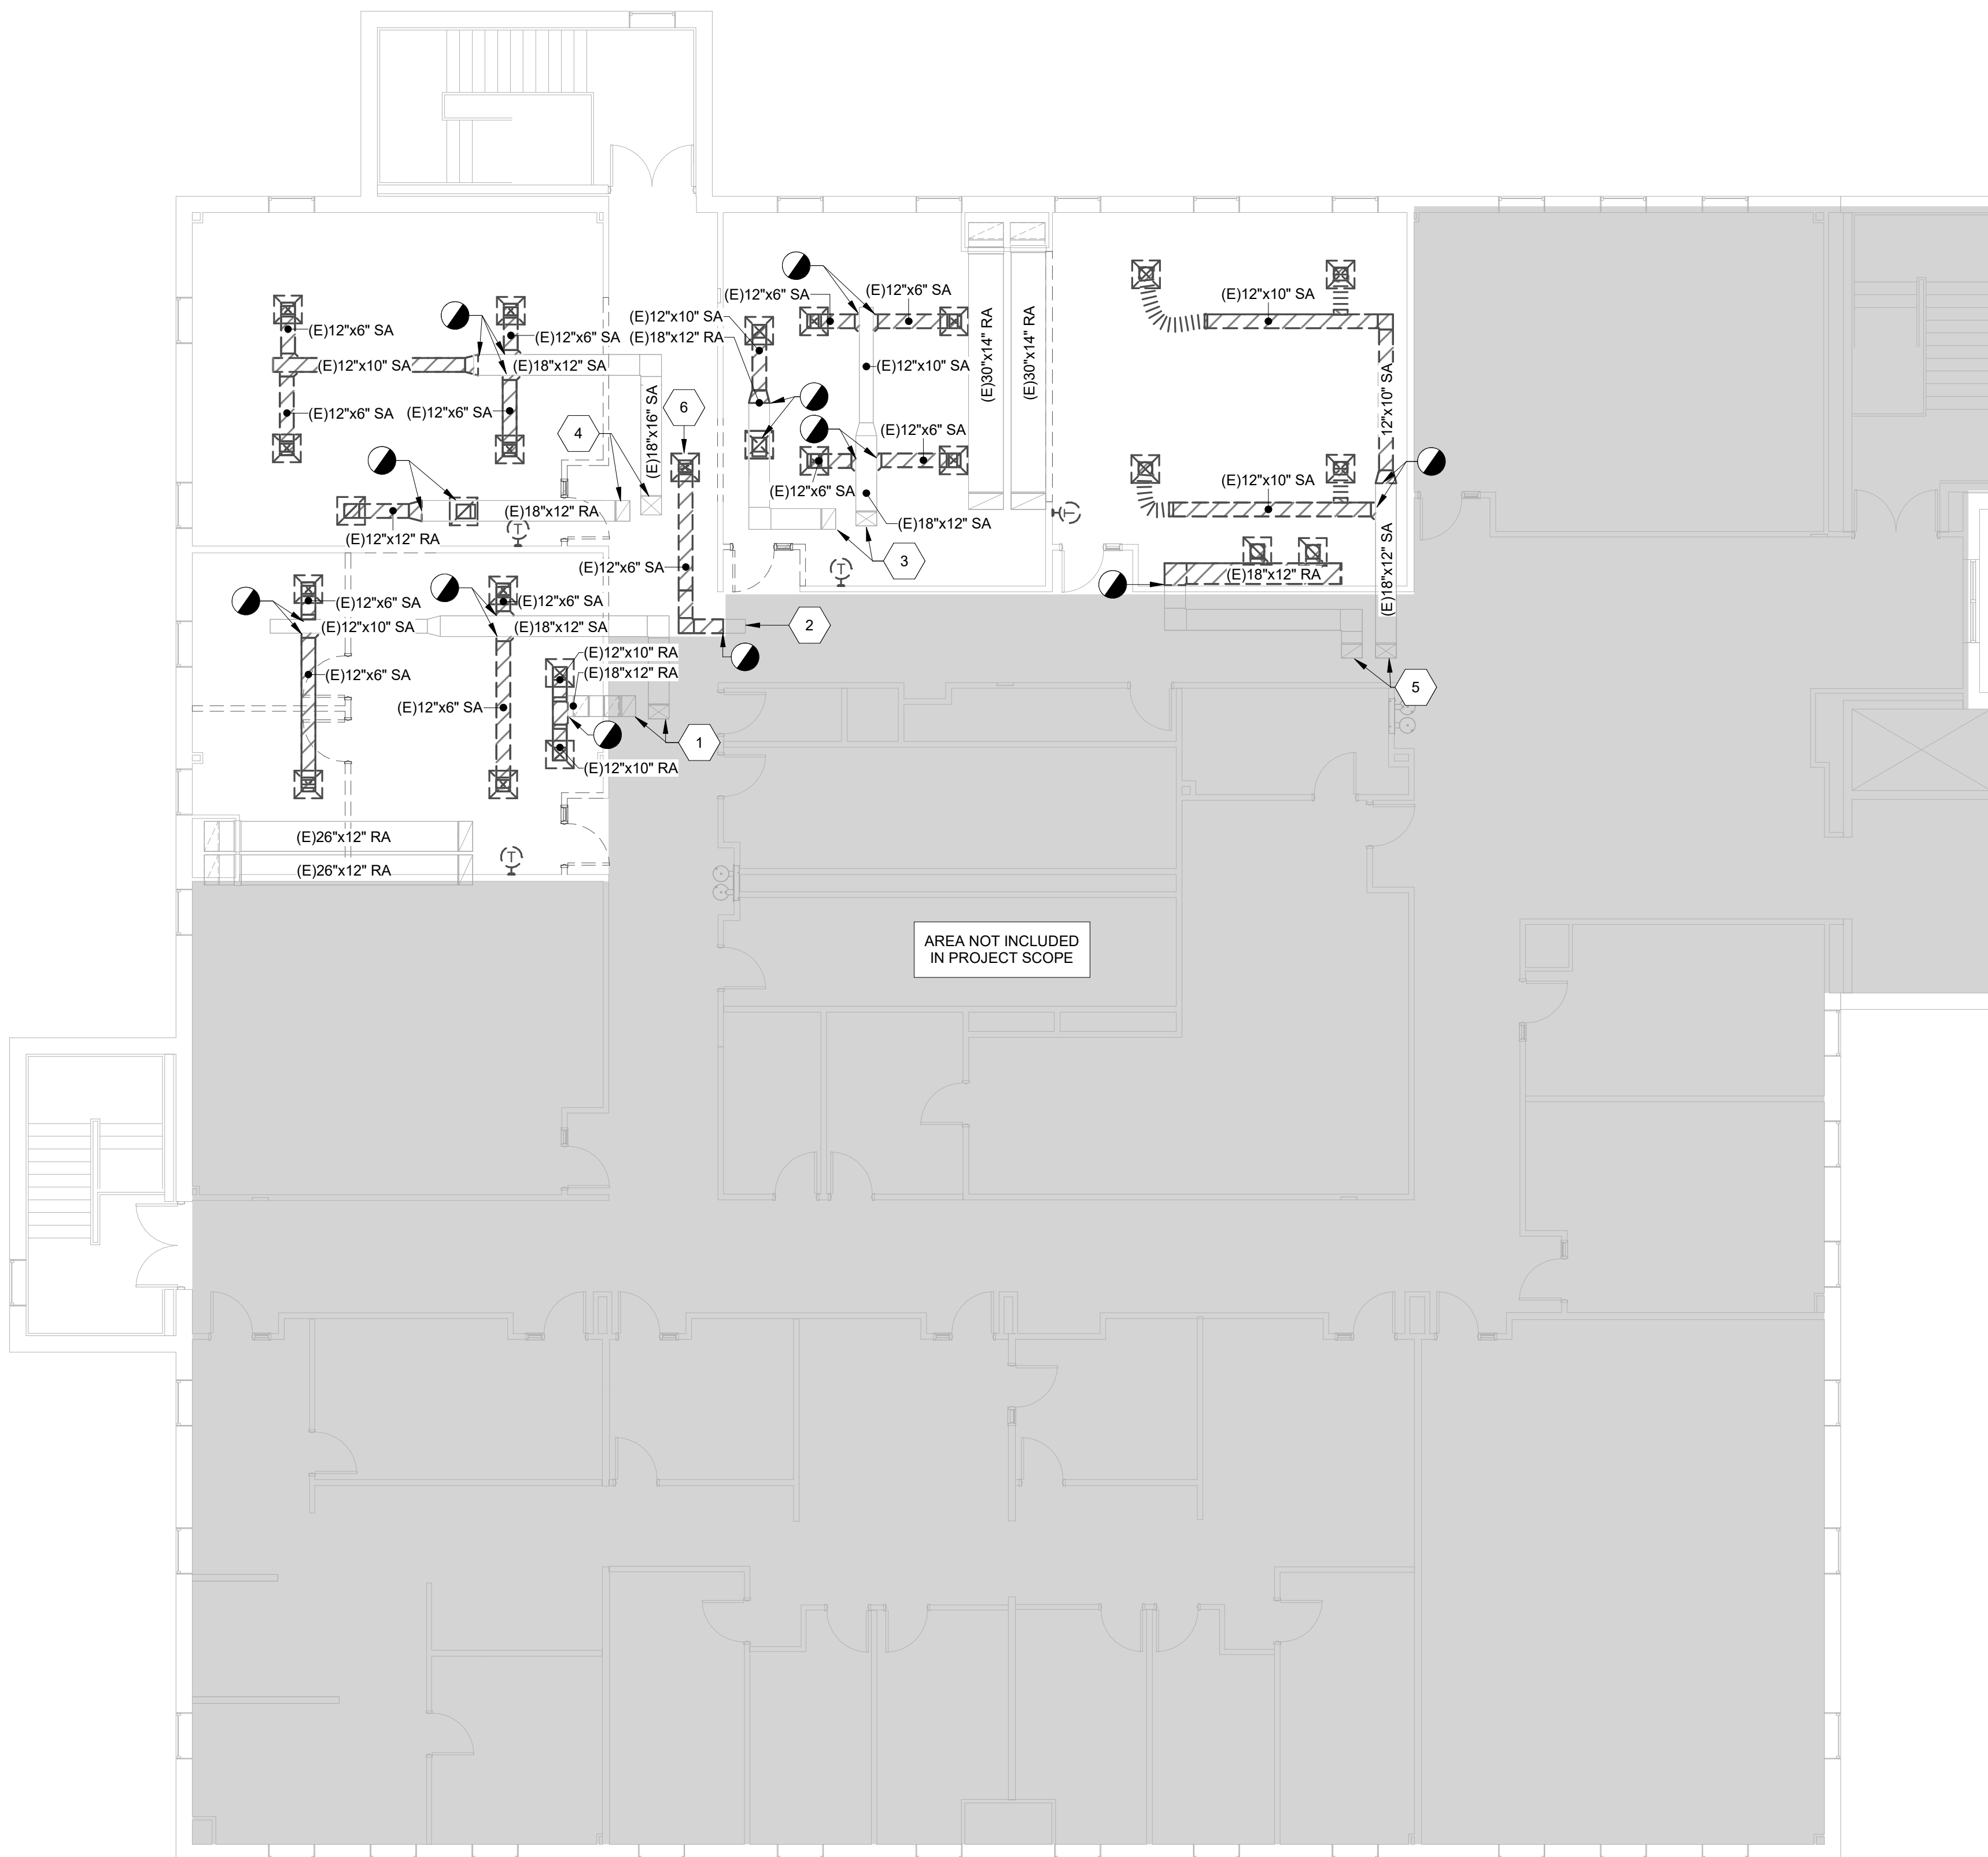 (E)12"x6" SA
(E)12"x6" SA
(E)12"x10" SA
(E)18"x12" SA
(E)12"x6" SA
(E)12"x6" SA
(E)18"x16" SA
4
6
(E)18"x12" RA
(E)12"x12" RA
T
(E)12"x10" SA
(E)18"x12" RA
(E)12"x6" SA
(E)12"x6" SA
(E)12"x10" SA
(E)12"x6" SA
(E)12"x6" SA
(E)18"x12" SA
3
T
(E)30"x14" RA
(E)30"x14" RA
T
(E)12"x10" SA
12"x10" SA
(E)12"x10" SA
(E)18"x12" SA
(E)18"x12" RA
5
(E)12"x6" SA
2
(E)12"x6" SA
(E)12"x6" SA
(E)12"x10" SA
(E)18"x12" SA
(E)12"x6" SA
(E)12"x6" SA
(E)12"x10" RA
(E)18"x12" RA
1
(E)12"x10" RA
(E)26"x12" RA
(E)26"x12" RA
T
AREA NOT INCLUDED
IN PROJECT SCOPE